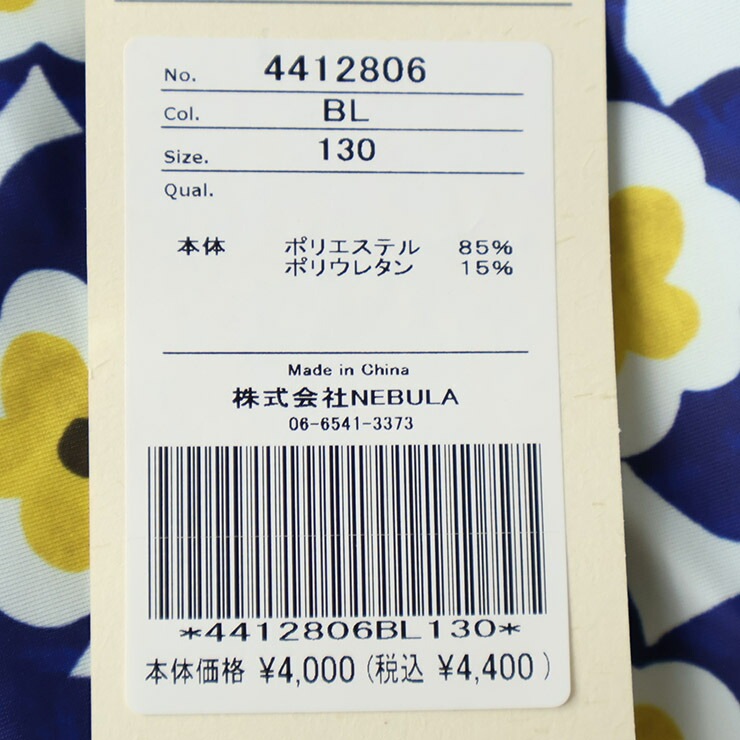 No. 4412806
Col. BL
Size. 130
Qual.
本体 ポリエステル 85%
ポリウレタン 15%
Made in China
株式会社NEBULA
06-6541-3373
*4412806BL130*
本体価格 ¥4,000 (税込 ¥4,400)